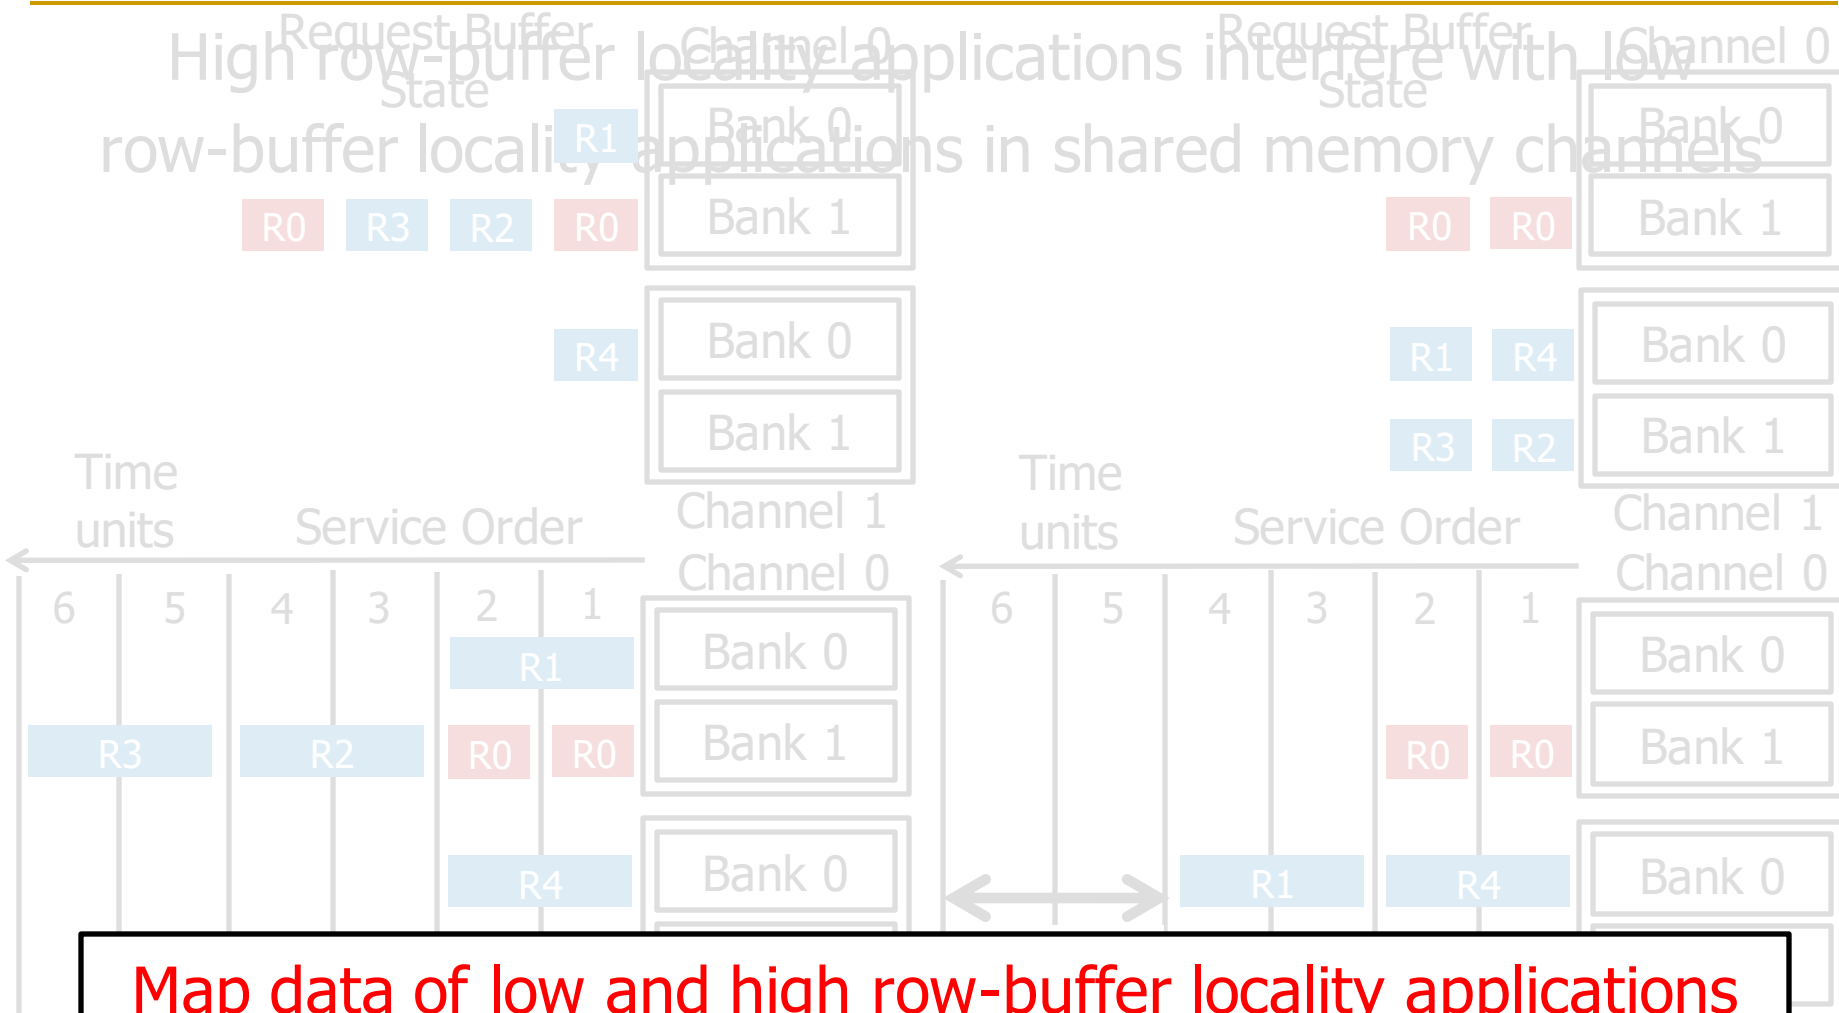 High row-buffer locality applications interfere with low
row-buffer locality applications in shared memory channels
Request Buffer
State
Channel 0
R1
Bank 0
R0 R3 R2 R0
Bank 1
R4
Bank 0
Bank 1
Channel 1
Request Buffer
State
Channel 0
Bank 0
R0 R0
Bank 1
R1 R4
Bank 0
R3 R2
Bank 1
Channel 1
Time
units
Service Order
Channel 0
6 5 4 3 2 1
R1
Bank 0
R3 R2 R0 R0
Bank 1
R4
Bank 0
Time
units
Service Order
Channel 0
6 5 4 3 2 1
Bank 0
R0 R0
Bank 1
R1 R4
Bank 0
Map data of low and high row-buffer locality applications